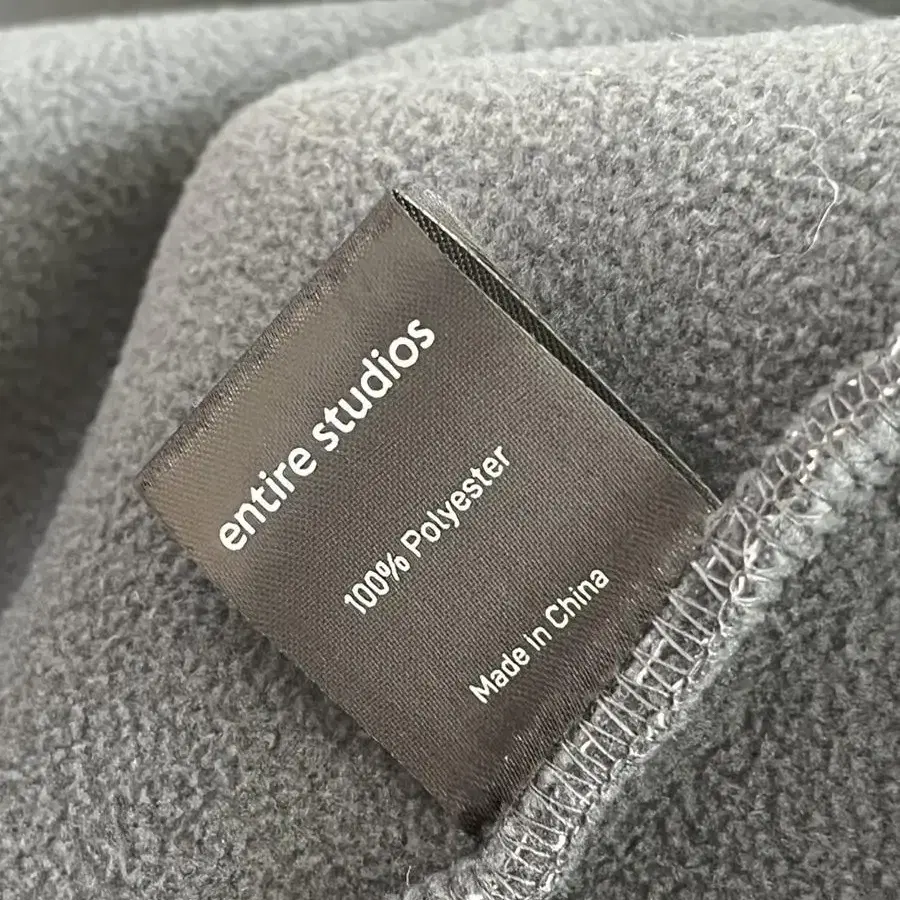 entire studios
100% Polyester
Made in China